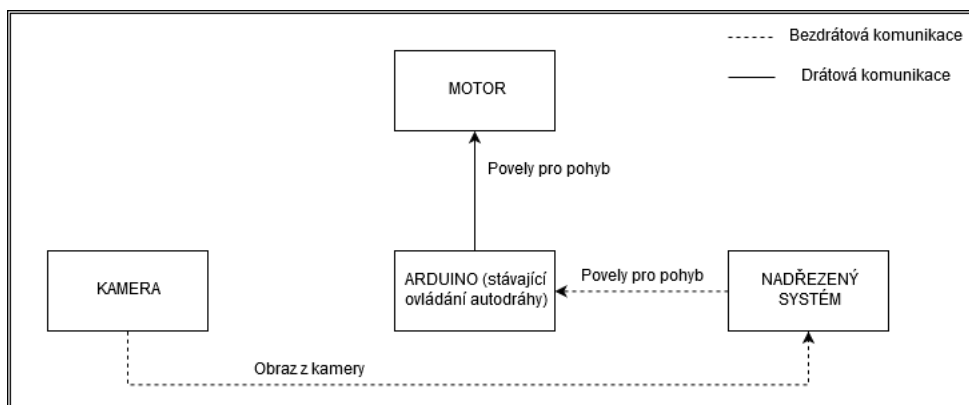 Bezdrátová komunikace
Drátová komunikace
MOTOR
Povely pro pohyb
KAMERA
ARDUINO (stávající
ovládání autodráhy)
Povely pro pohyb
NADŘEZENÝ
SYSTÉM
Obraz z kamery